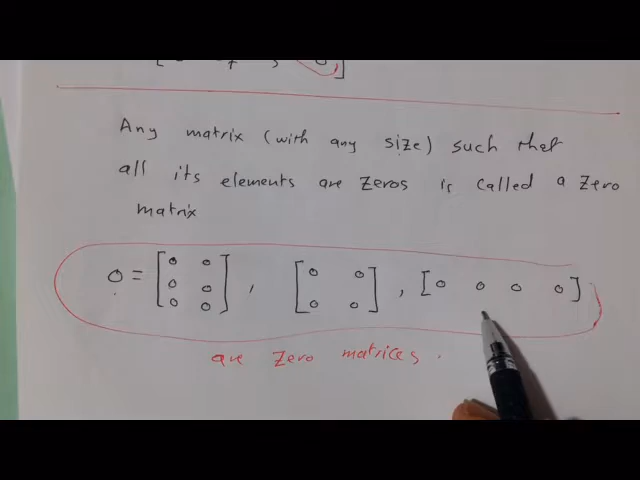 Any matrix (with any size) such that
all its elements are zeros is called a zero
matrix
0 = [0 0 0 0 0 0], [0 0 0 0], [0 0 0 0]
are zero matrices.